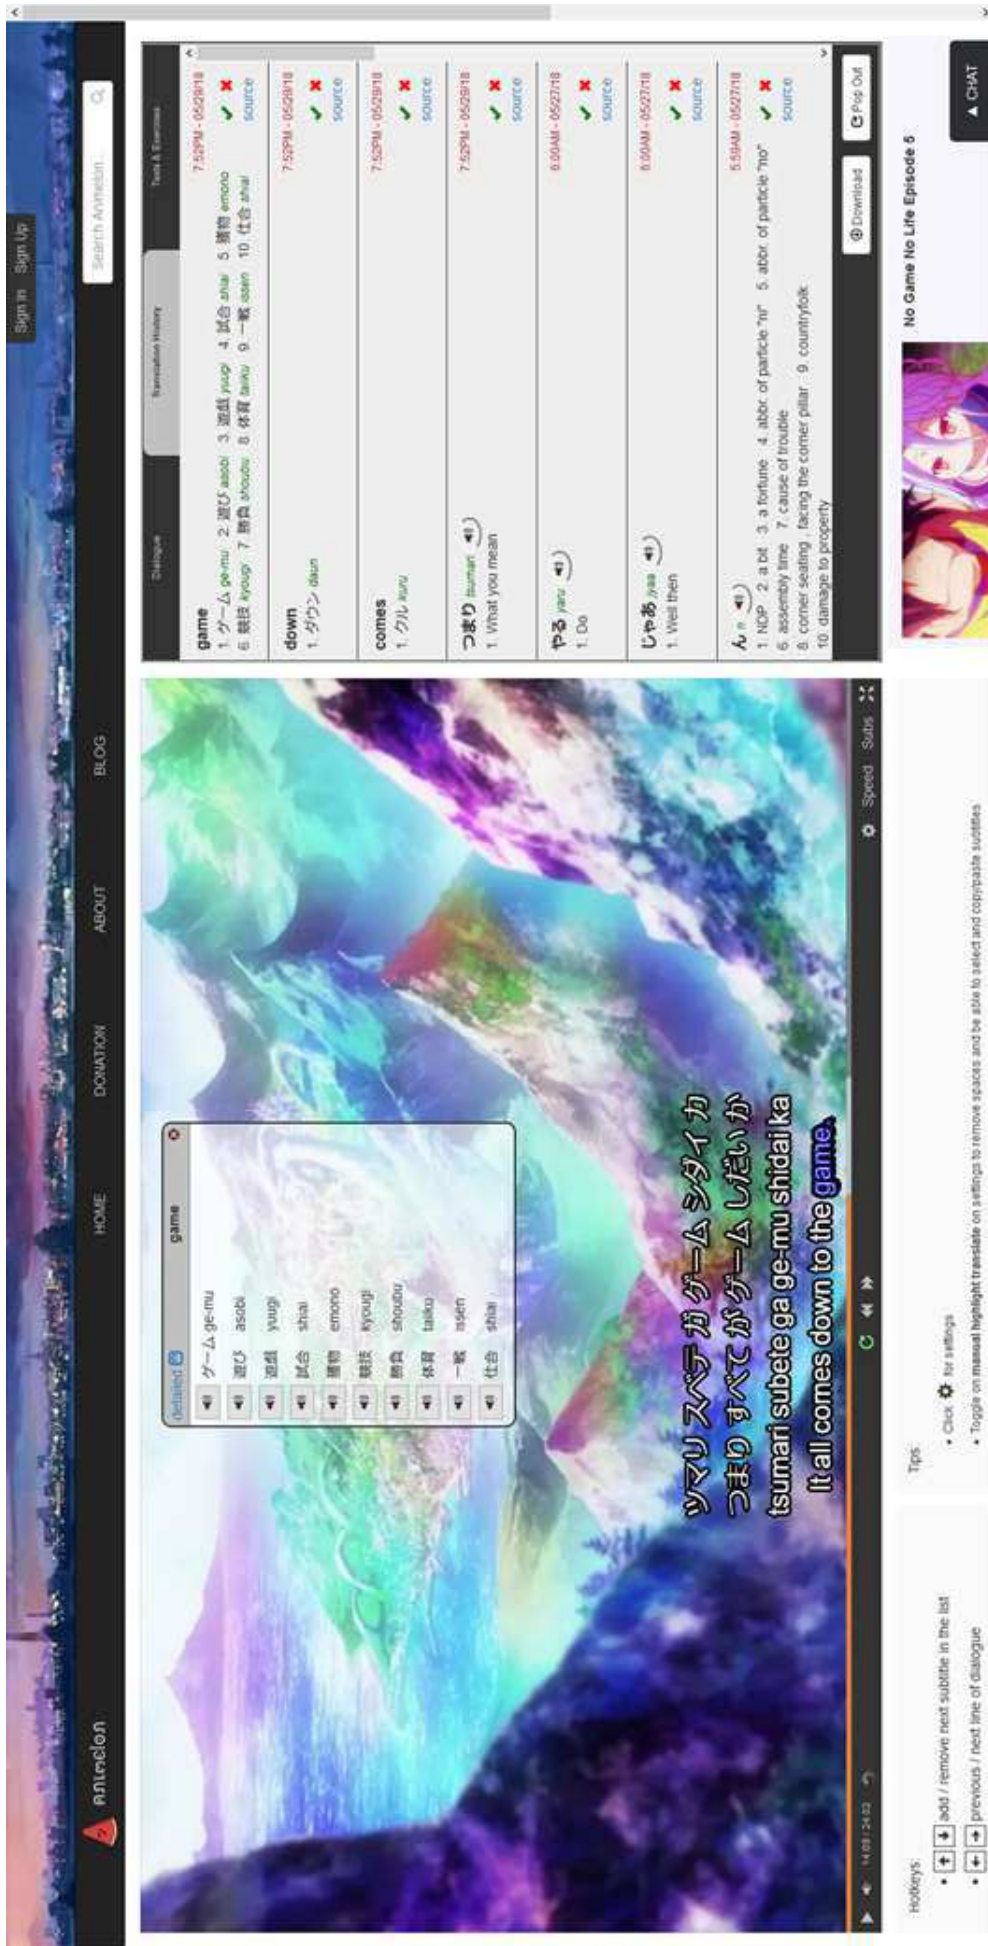 Sign In Sign Up
animelon
HOME
DONATION
ABOUT
BLOG
Search Animelon...
detailed
game
ゲーム ge-mu
遊び asobi
遊戯 yuugi
試合 shiai
獲物 emono
競技 kyougi
勝負 shoubu
体育 taiku
一戦 issen
仕合 shiai
ツマリ スベテ ガ ゲーム シダイ カ
つまり すべて が ゲーム しだい か
tsumari subete ga ge-mu shidai ka
It all comes down to the game.
14:09 / 24:02
Speed Subs
Dialogue
Translation History
Texts & Exercises
game 7:52PM - 05/29/18
1. ゲーム ge-mu 2. 遊び asobi 3. 遊戯 yuugi 4. 試合 shiai 5. 獲物 emono
6. 競技 kyougi 7. 勝負 shoubu 8. 体育 taiku 9. 一戦 issen 10. 仕合 shiai
source
down 7:52PM - 05/29/18
1. ダウン daun
source
comes 7:52PM - 05/29/18
1. クル kuru
source
つまり tsumari 7:52PM - 05/29/18
1. What you mean
source
やる yaru 6:00AM - 05/27/18
1. Do
source
じゃあ jyaa 6:00AM - 05/27/18
1. Well then
source
ん n 5:59AM - 05/27/18
1. NDP 2. a bit 3. a fortune 4. abbr. of particle "ni" 5. abbr. of particle "no"
6. assembly time 7. cause of trouble
8. corner seating , facing the corner pillar 9. countryfolk
10. damage to property
source
Download
Pop Out
Hotkeys:
add / remove next subtitle in the list
previous / next line of dialogue
Tips:
Click for settings
Toggle on manual highlight translate on settings to remove spaces and be able to select and copy/paste subtitles
No Game No Life Episode 5
▲ CHAT